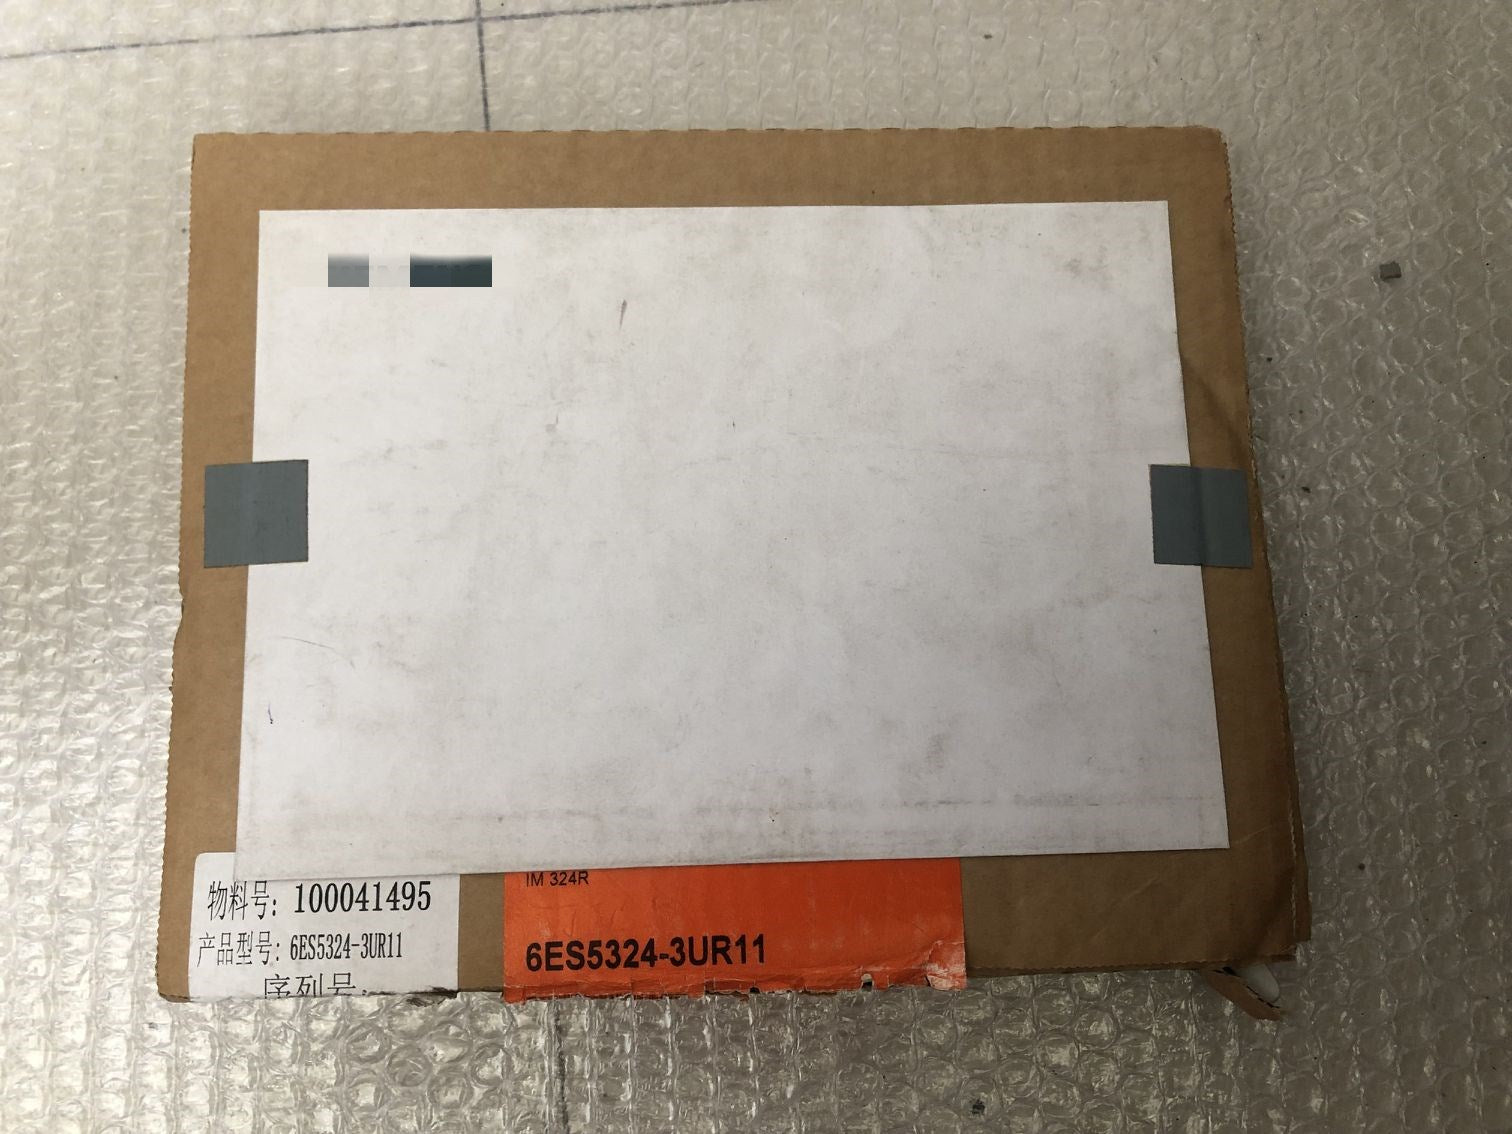 物料号: 100041495
产品型号: 6ES5324-3UR11
序列号:
IM 324R
6ES5324-3UR11